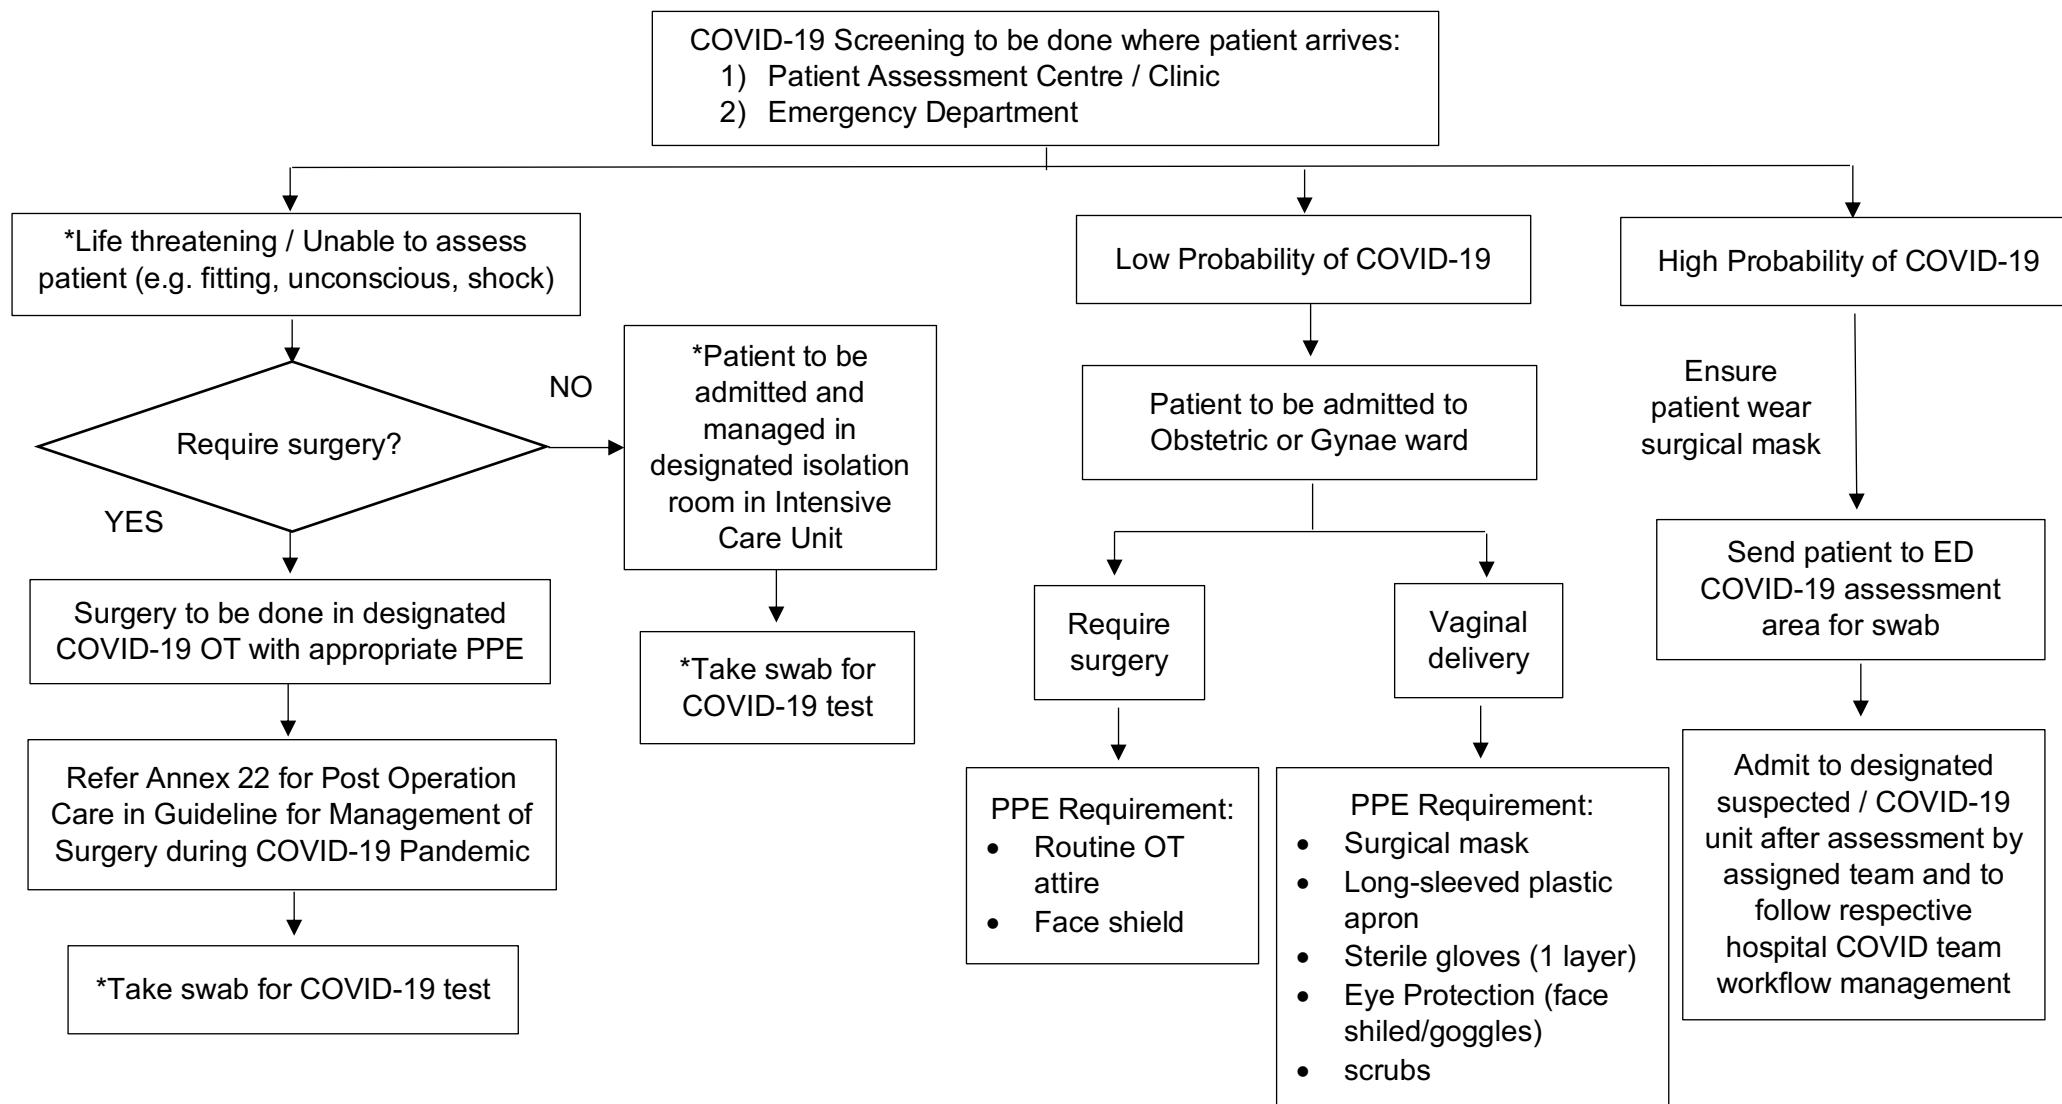 COVID-19 Screening to be done where patient arrives:
1) Patient Assessment Centre / Clinic
2) Emergency Department
*Life threatening / Unable to assess
patient (e.g. fitting, unconscious, shock)
Require surgery?
NO
YES
*Patient to be
admitted and
managed in
designated isolation
room in Intensive
Care Unit
*Take swab for
COVID-19 test
Surgery to be done in designated
COVID-19 OT with appropriate PPE
Refer Annex 22 for Post Operation
Care in Guideline for Management of
Surgery during COVID-19 Pandemic
*Take swab for COVID-19 test
Low Probability of COVID-19
Patient to be admitted to
Obstetric or Gynae ward
Require
surgery
PPE Requirement:
• Routine OT
attire
• Face shield
Vaginal
delivery
PPE Requirement:
• Surgical mask
• Long-sleeved plastic
apron
• Sterile gloves (1 layer)
• Eye Protection (face
shiled/goggles)
• scrubs
High Probability of COVID-19
Ensure
patient wear
surgical mask
Send patient to ED
COVID-19 assessment
area for swab
Admit to designated
suspected / COVID-19
unit after assessment by
assigned team and to
follow respective
hospital COVID team
workflow management